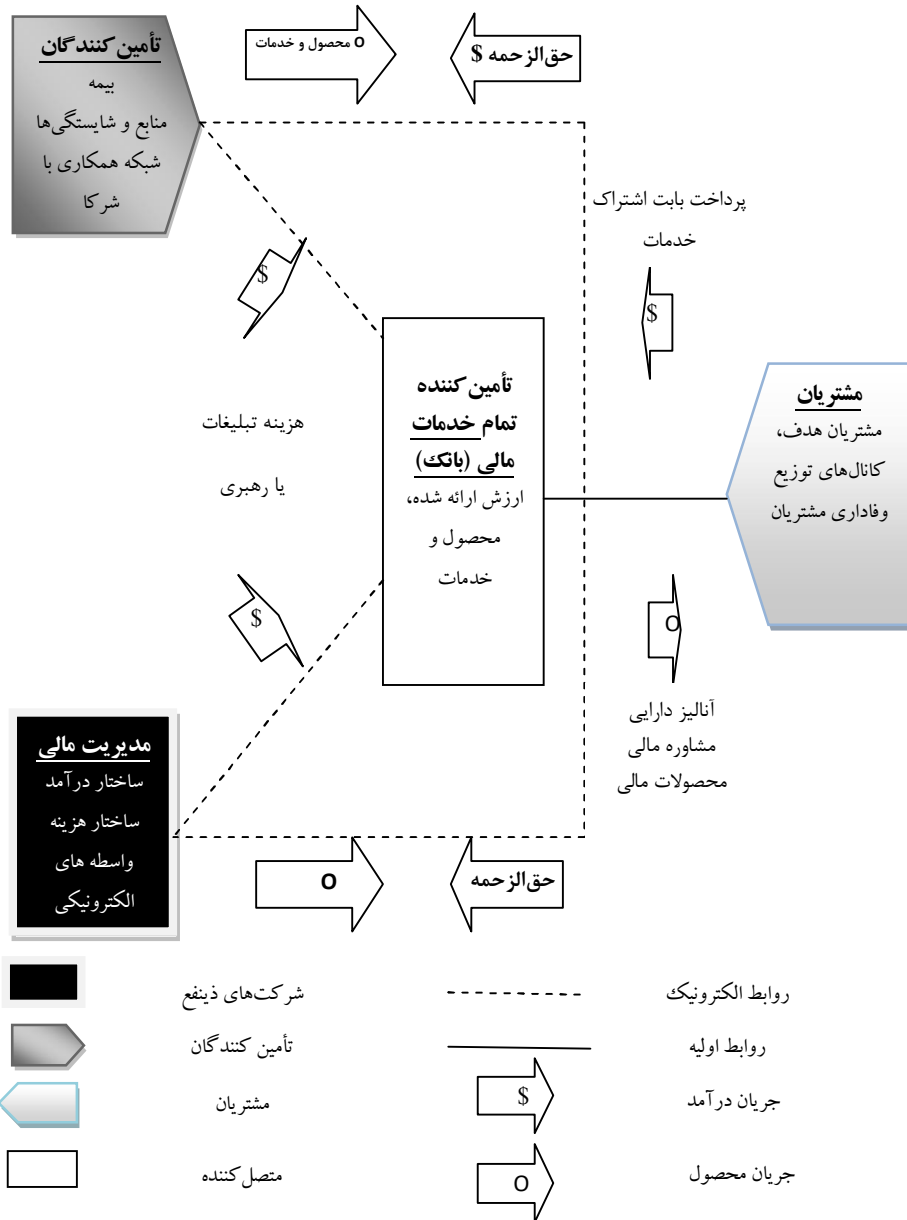 تأمین کنندگان
بیمه
منابع و شایستگی‌ها
شبکه همکاری با
شرکا
O محصول و خدمات
حق‌الزحمه $
پرداخت بابت اشتراک
خدمات
$
$
هزینه تبلیغات
یا رهبری
$
تأمین کننده
تمام خدمات
مالی (بانک)
ارزش ارائه شده،
محصول و
خدمات
مشتریان
مشتریان هدف،
کانال‌های توزیع
وفاداری مشتریان
O
آنالیز دارایی
مشاوره مالی
محصولات مالی
مدیریت مالی
ساختار درآمد
ساختار هزینه
واسطه های
الکترونیکی
O
حق‌الزحمه
روابط الکترونیک
شرکت‌های ذینفع
روابط اولیه
تأمین کنندگان
جریان درآمد
$
مشتریان
جریان محصول
O
متصل‌کننده